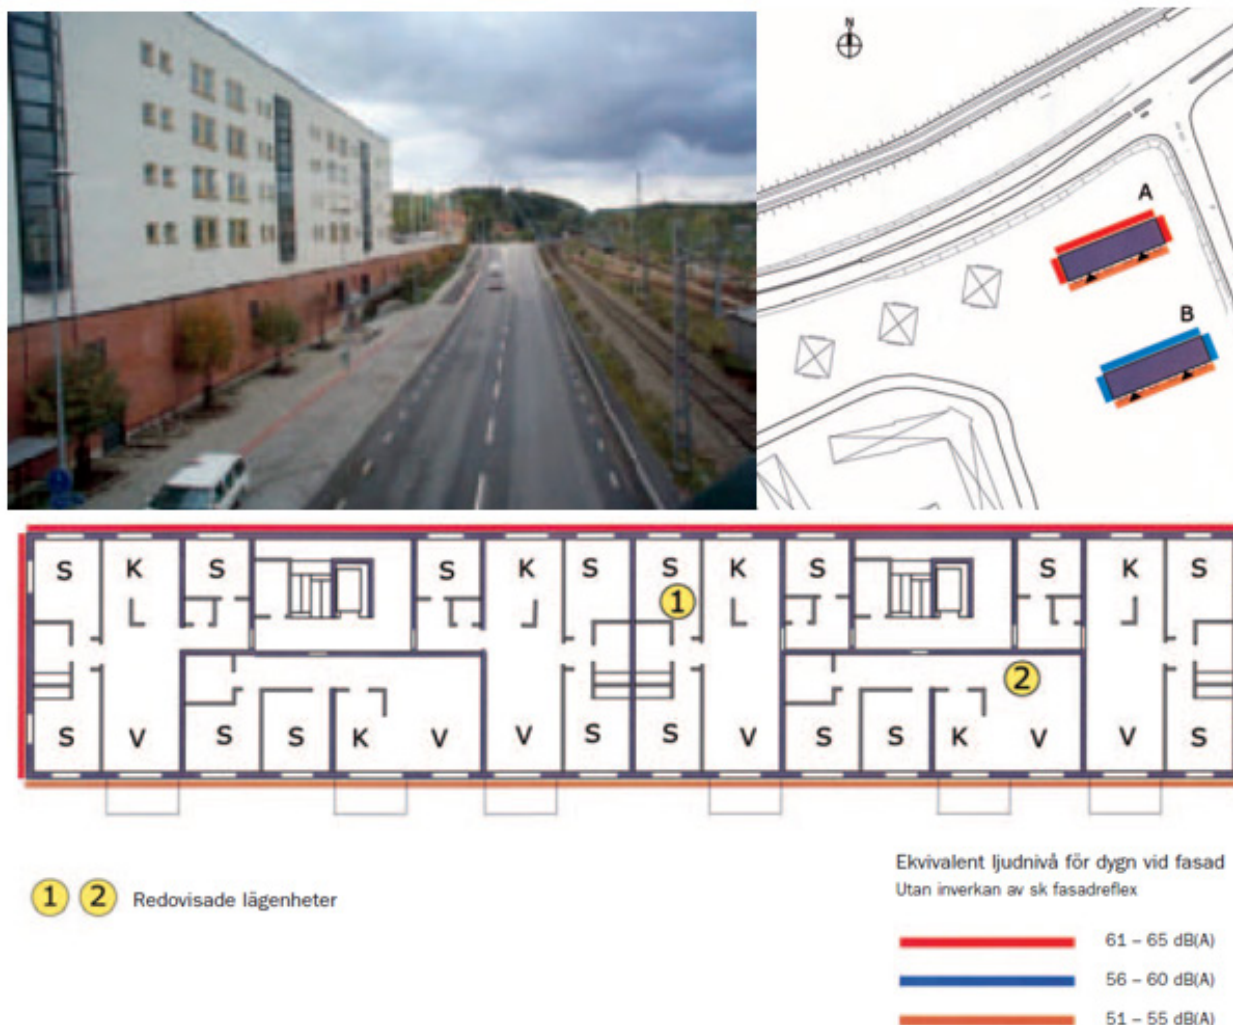 N
A
B
S K S S K S S K S S K S
1
2
S V S S K V V S S V S S K V V S
1 2 Redovisade lägenheter
Ekvivalent ljudnivå för dygn vid fasad
Utan inverkan av sk fasadreflex
61 – 65 dB(A)
56 – 60 dB(A)
51 – 55 dB(A)